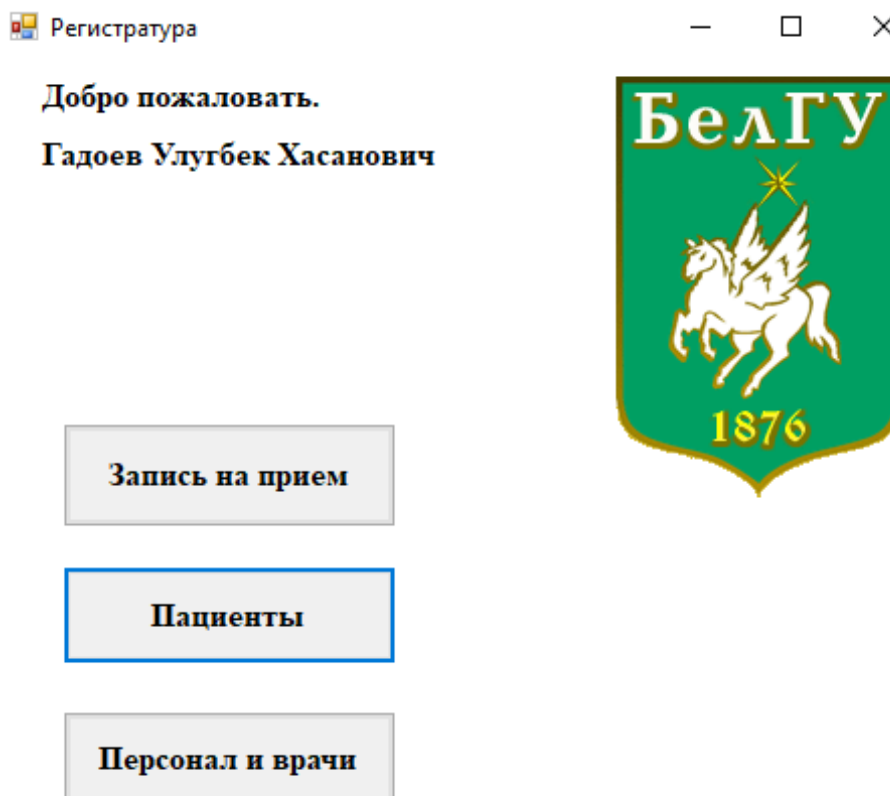 Регистратура
Добро пожаловать.
Гадоев Улугбек Хасанович
БелГУ
1876
Запись на прием
Пациенты
Персонал и врачи